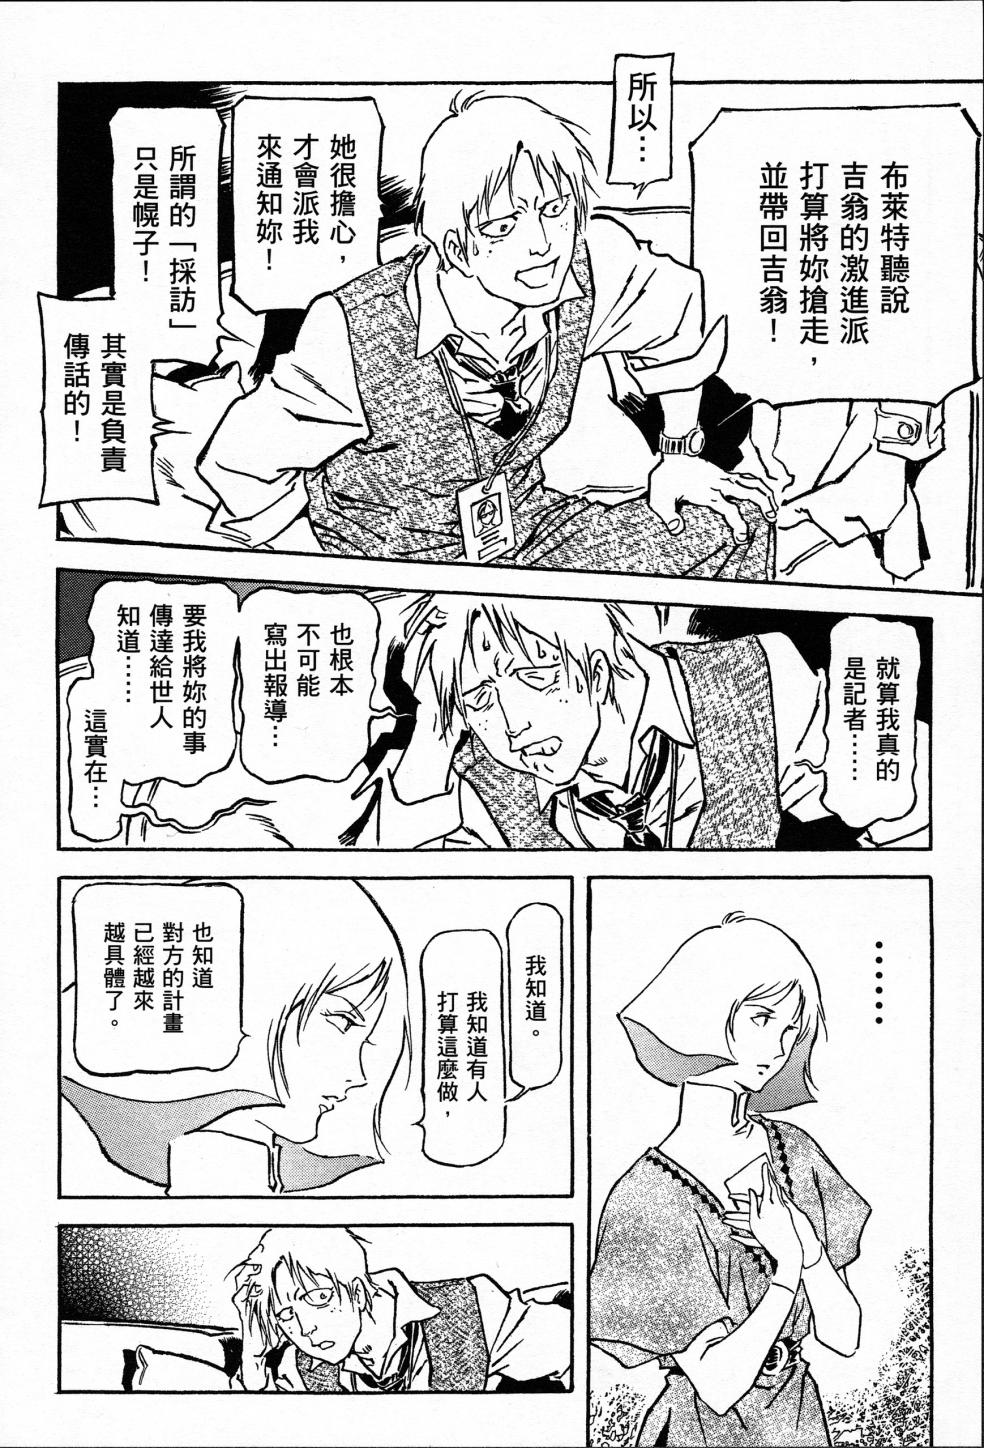 布萊特聽說
吉翁的激進派
打算將妳搶走，
並帶回吉翁！
所以…
她很擔心，
才會派我
來通知妳！
所謂的「採訪」
只是幌子！
其實是負責
傳話的！
就算我真的
是記者……
也根本
不可能
寫出報導…
要我將妳的事
傳達給世人
知道……
這實在…
……
我知道。
我知道有人
打算這麼做，
也知道
對方的計畫
已經越來
越具體了。